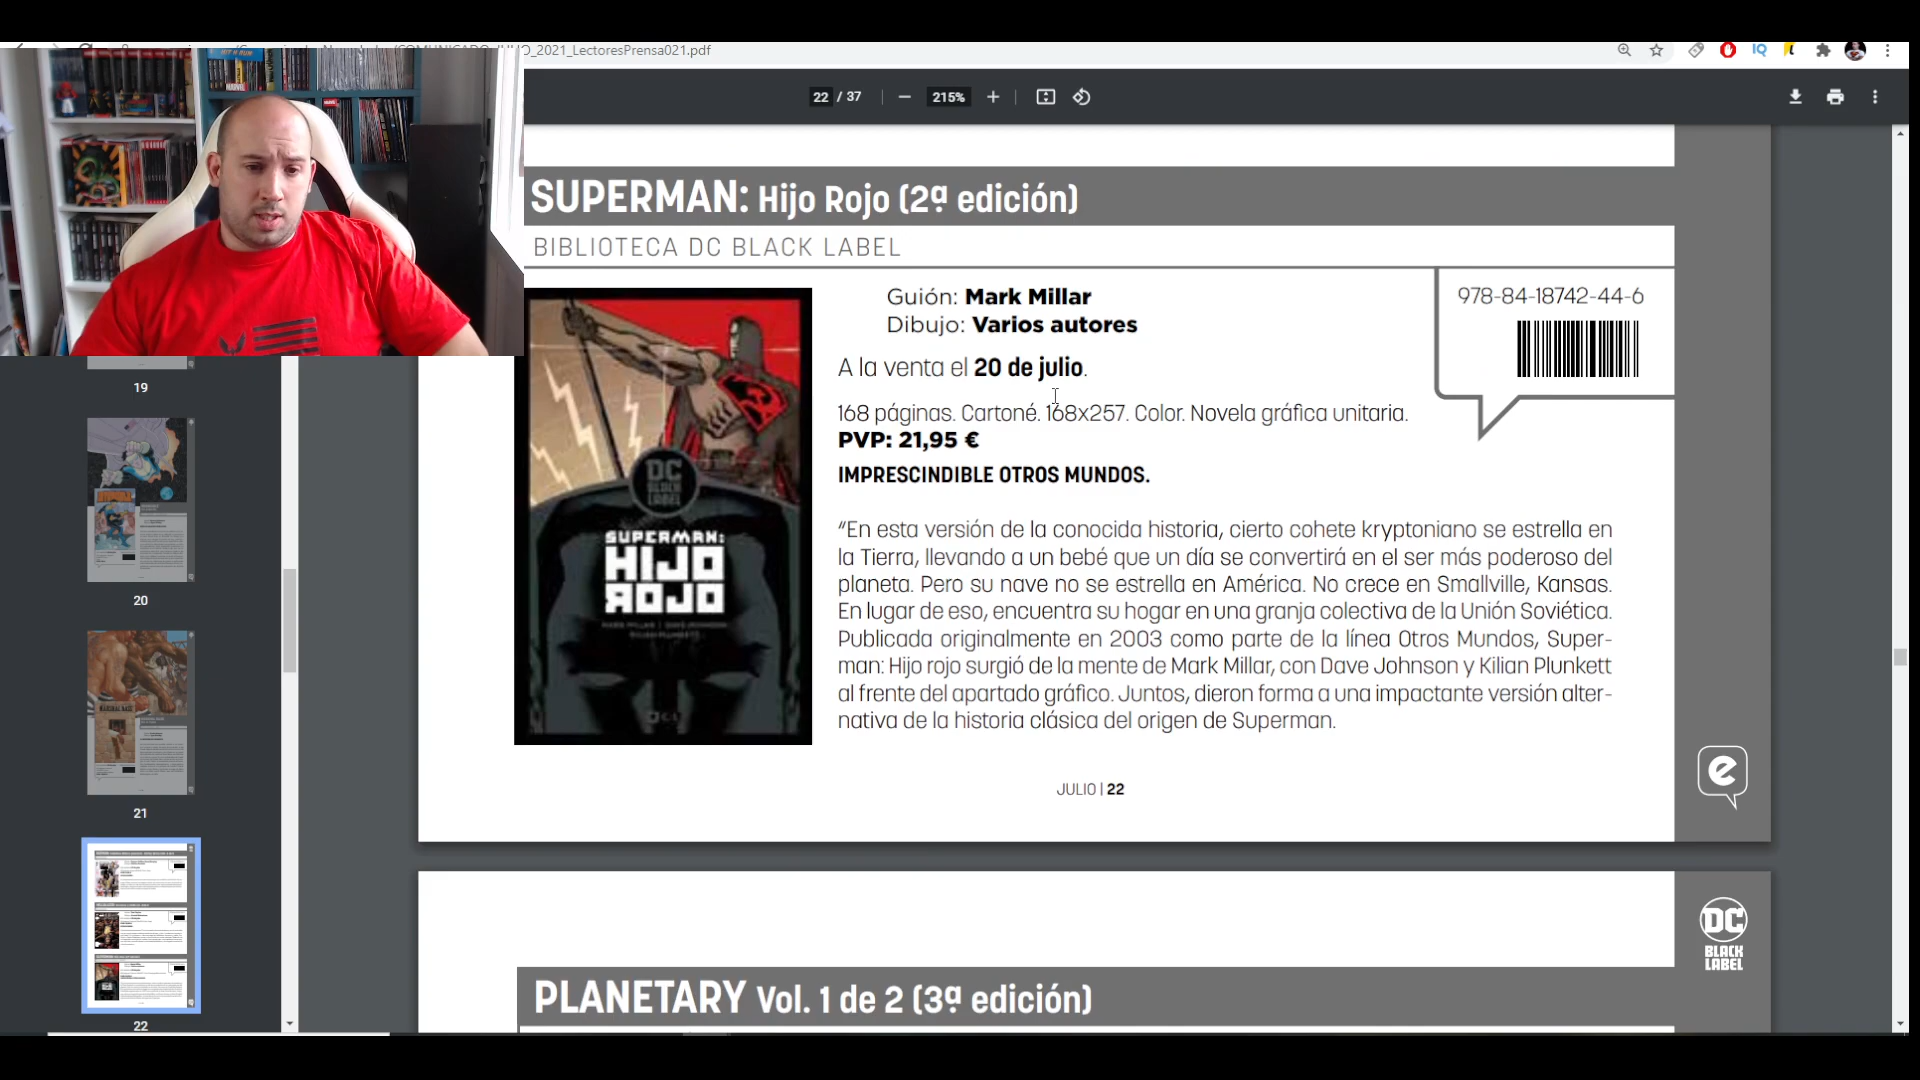 _2021_LectoresPrensa021.pdf
22 / 37
215%
SUPERMAN: Hijo Rojo (2ª edición)
BIBLIOTECA DC BLACK LABEL
Guión: Mark Millar
Dibujo: Varios autores
978-84-18742-44-6
A la venta el 20 de julio.
168 páginas. Cartoné. 168x257. Color. Novela gráfica unitaria.
PVP: 21,95 €
IMPRESCINDIBLE OTROS MUNDOS.
“En esta versión de la conocida historia, cierto cohete kryptoniano se estrella en
la Tierra, llevando a un bebé que un día se convertirá en el ser más poderoso del
planeta. Pero su nave no se estrella en América. No crece en Smallville, Kansas.
En lugar de eso, encuentra su hogar en una granja colectiva de la Unión Soviética.
Publicada originalmente en 2003 como parte de la línea Otros Mundos, Super-
man: Hijo rojo surgió de la mente de Mark Millar, con Dave Johnson y Kilian Plunkett
al frente del apartado gráfico. Juntos, dieron forma a una impactante versión alter-
nativa de la historia clásica del origen de Superman.
DC
BLACK
LABEL
SUPERMAN:
HIJO
ROJO
JULIO | 22
e
19
20
21
22
DC
BLACK
LABEL
PLANETARY Vol. 1 de 2 (3ª edición)